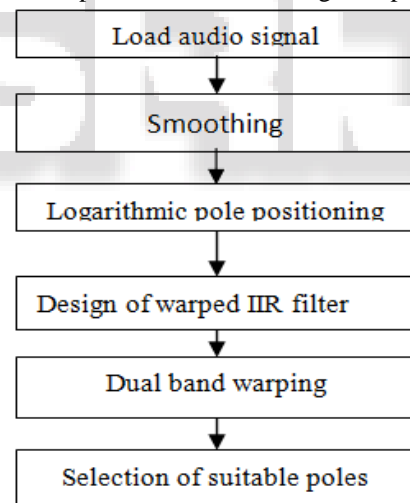 Load audio signal
Smoothing
Logarithmic pole positioning
Design of warped IIR filter
Dual band warping
Selection of suitable poles